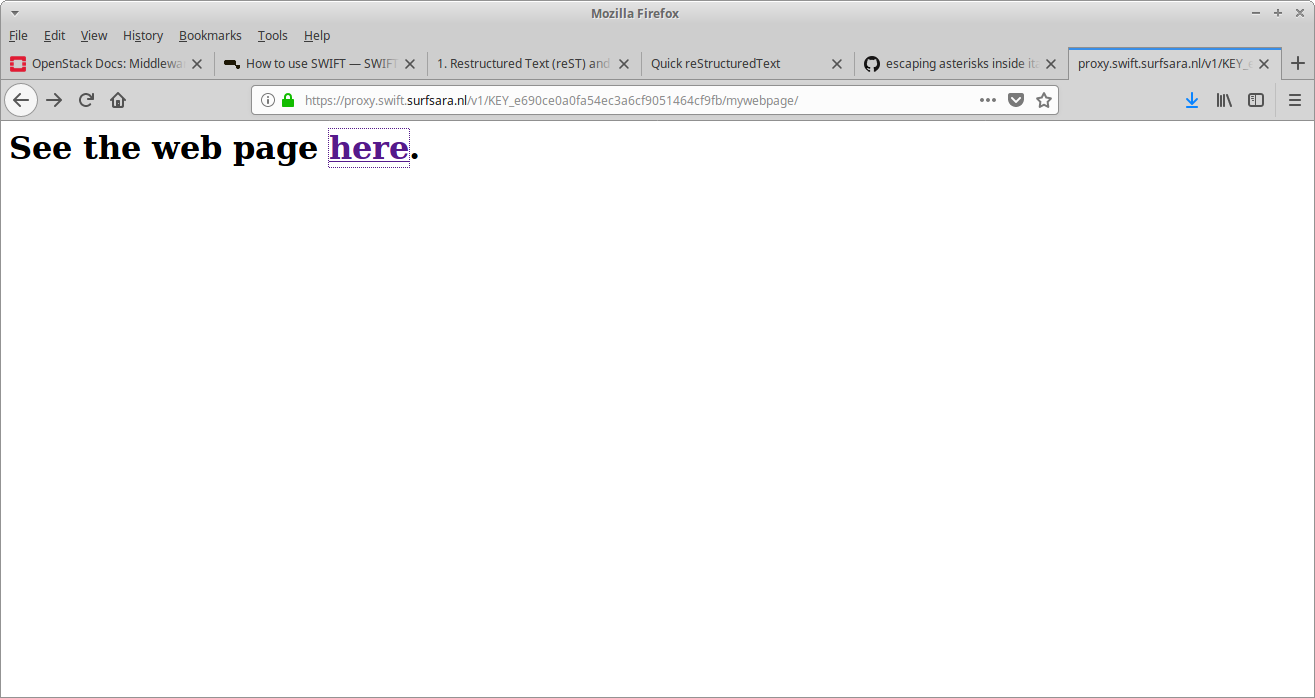 Mozilla Firefox
File Edit View History Bookmarks Tools Help
OpenStack Docs: Middlewa How to use SWIFT — SWIFT 1. Restructured Text (reST) and Quick reStructuredText escaping asterisks inside ita proxy.swift.surfsara.nl/v1/KEY_e
https://proxy.swift.surfsara.nl/v1/KEY_e690ce0a0fa54ec3a6cf9051464cf9fb/mywebpage/
See the web page here.